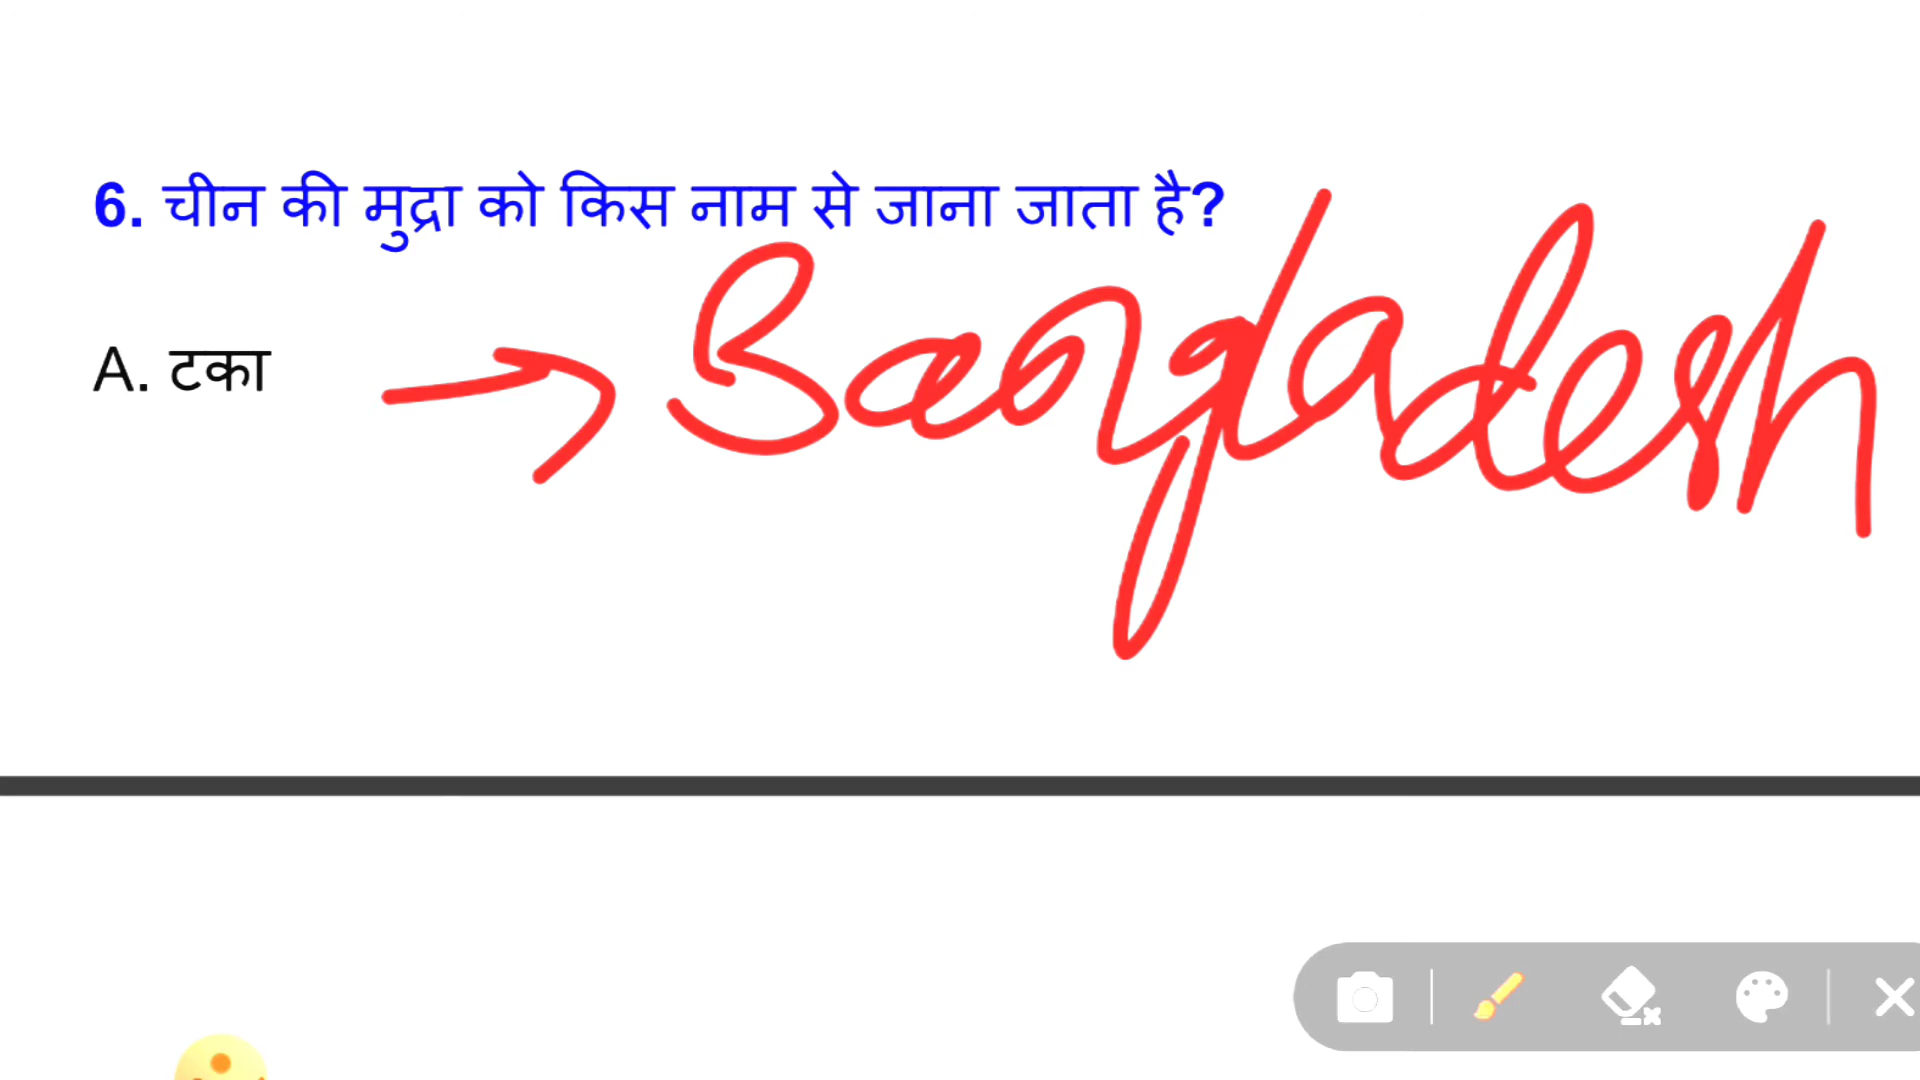 6. चीन की मुद्रा को किस नाम से जाना जाता है?
A. टका → Bangladesh